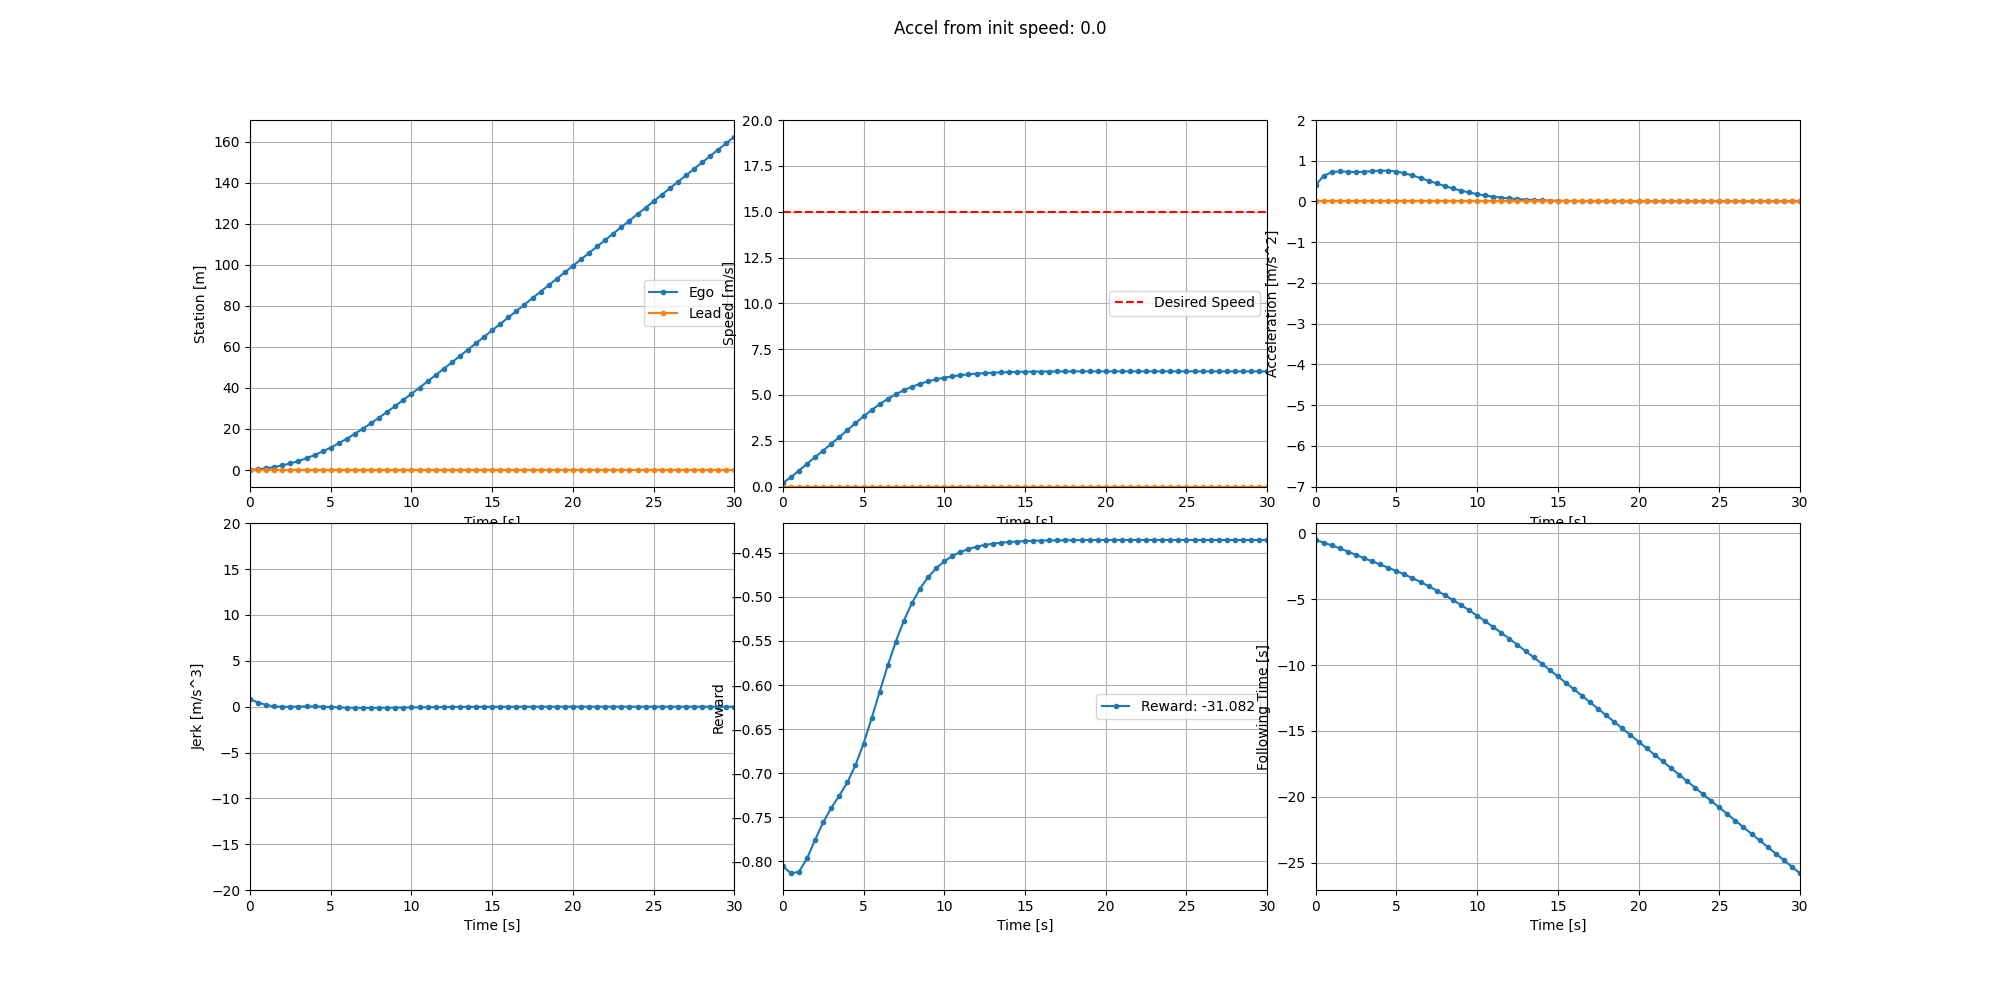 Accel from init speed: 0.0
Station [m]
160
140
120
100
80
60
40
20
0
0 5 10 15 20 25 30
Time [s]
Ego
Lead
Speed [m/s]
20.0
17.5
15.0
12.5
10.0
7.5
5.0
2.5
0.0
0 5 10 15 20 25 30
Time [s]
Desired Speed
Acceleration [m/s^2]
2
1
0
−1
−2
−3
−4
−5
−6
−7
0 5 10 15 20 25 30
Time [s]
Jerk [m/s^3]
20
15
10
5
0
−5
−10
−15
−20
0 5 10 15 20 25 30
Time [s]
Reward
−0.45
−0.50
−0.55
−0.60
−0.65
−0.70
−0.75
−0.80
0 5 10 15 20 25 30
Time [s]
Reward: -31.082
Following Time [s]
0
−5
−10
−15
−20
−25
0 5 10 15 20 25 30
Time [s]